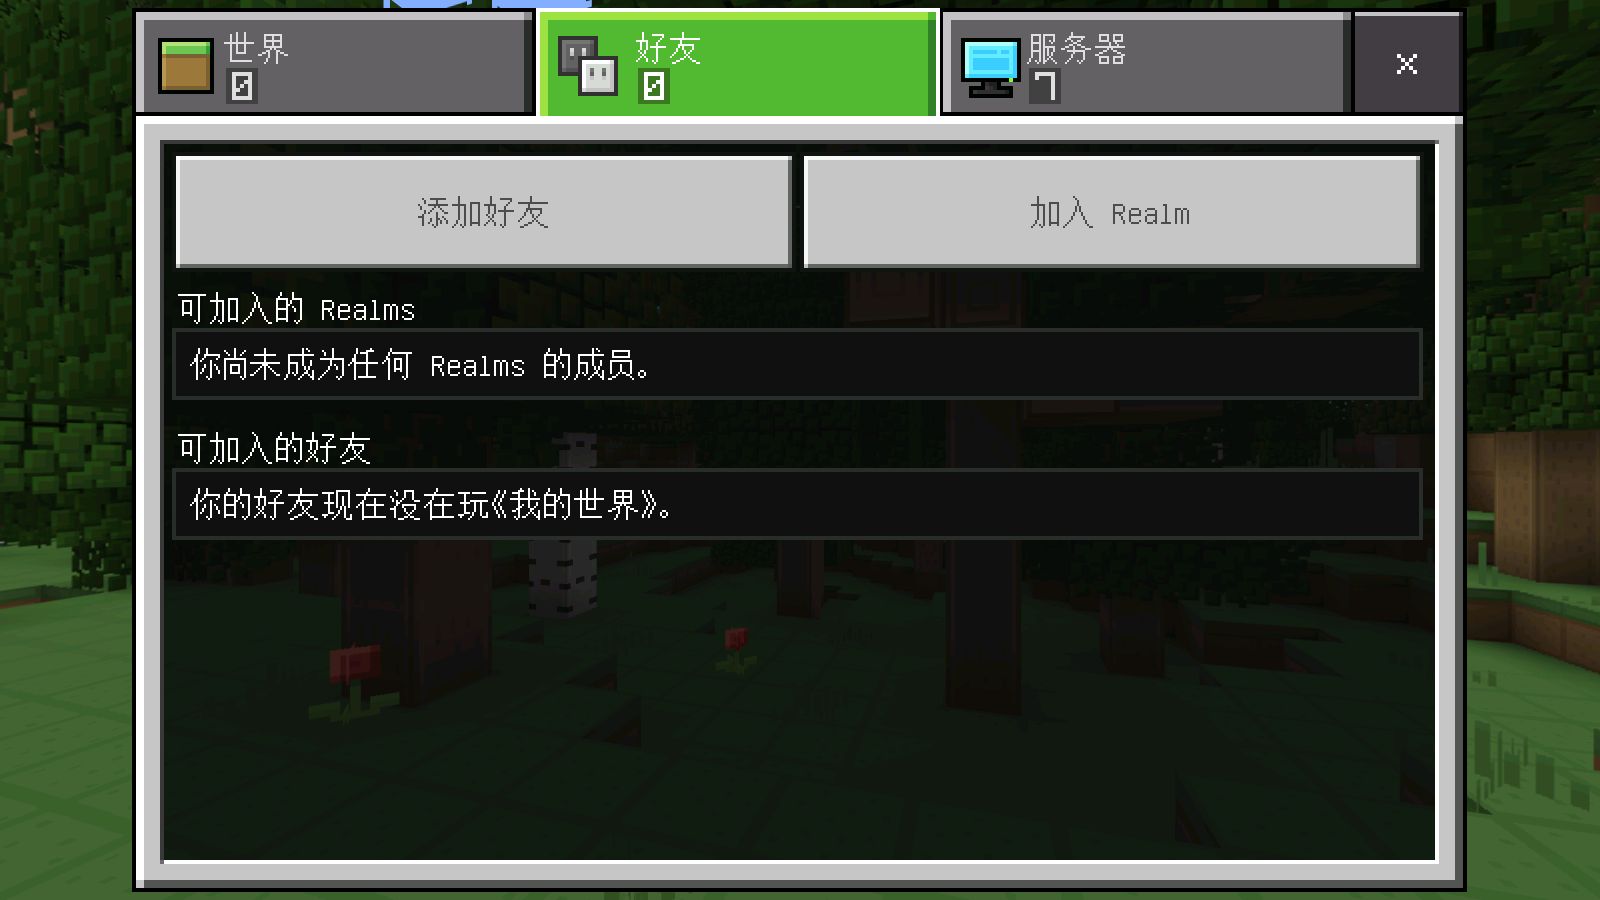 世界
0
好友
0
服务器
7
×
添加好友
加入 Realm
可加入的 Realms
你尚未成为任何 Realms 的成员。
可加入的好友
你的好友现在没在玩《我的世界》。